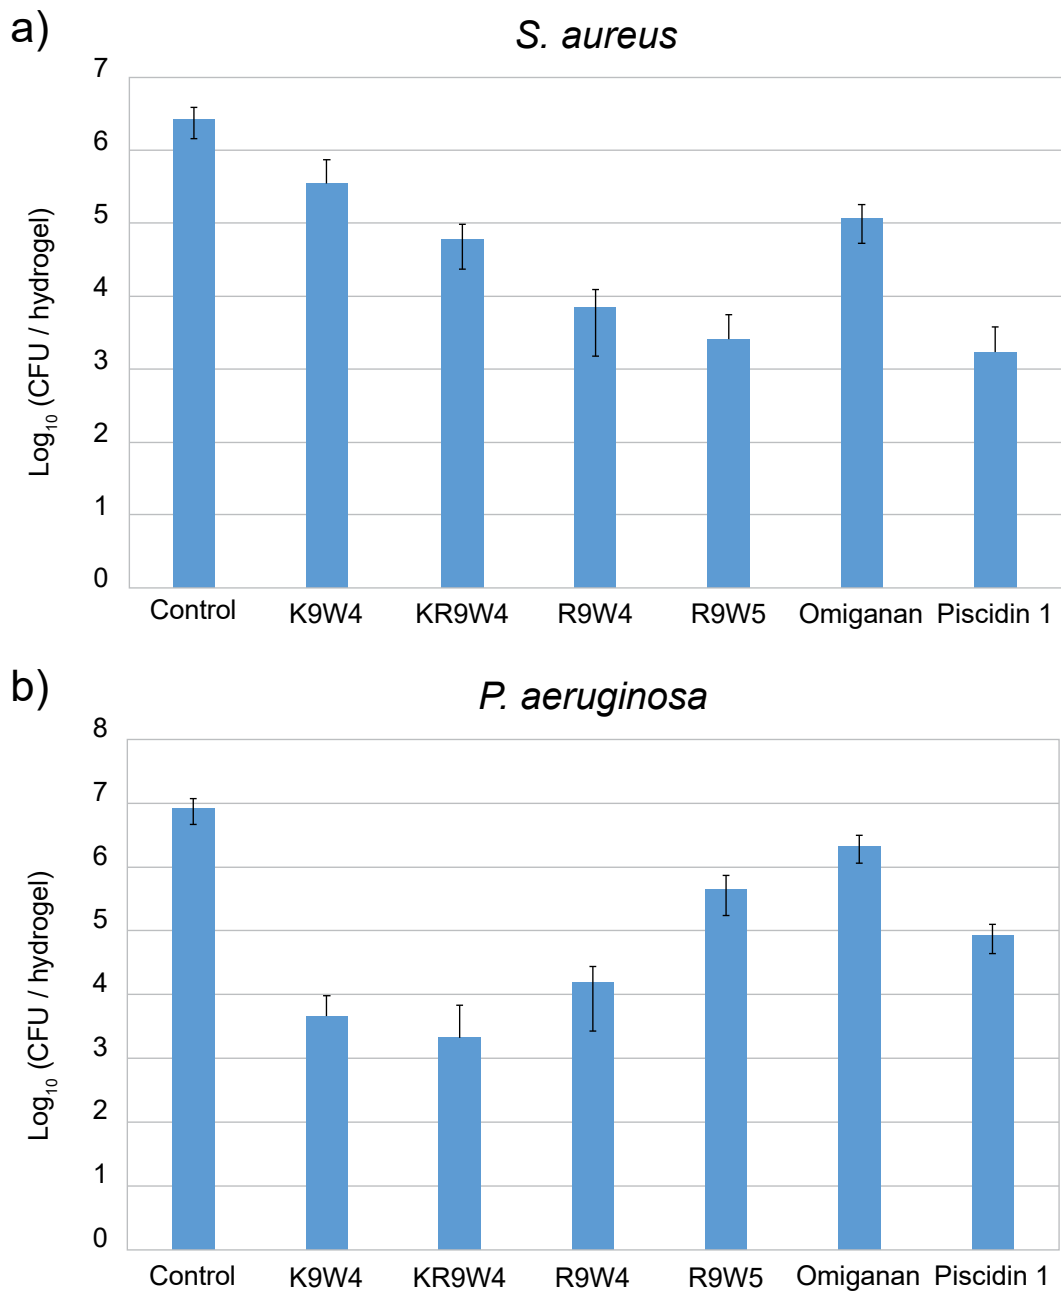 a)
S. aureus
7
6
5
4
3
2
1
0
Log10 (CFU / hydrogel)
Control K9W4 KR9W4 R9W4 R9W5 Omiganan Piscidin 1
b)
P. aeruginosa
8
7
6
5
4
3
2
1
0
Log10 (CFU / hydrogel)
Control K9W4 KR9W4 R9W4 R9W5 Omiganan Piscidin 1